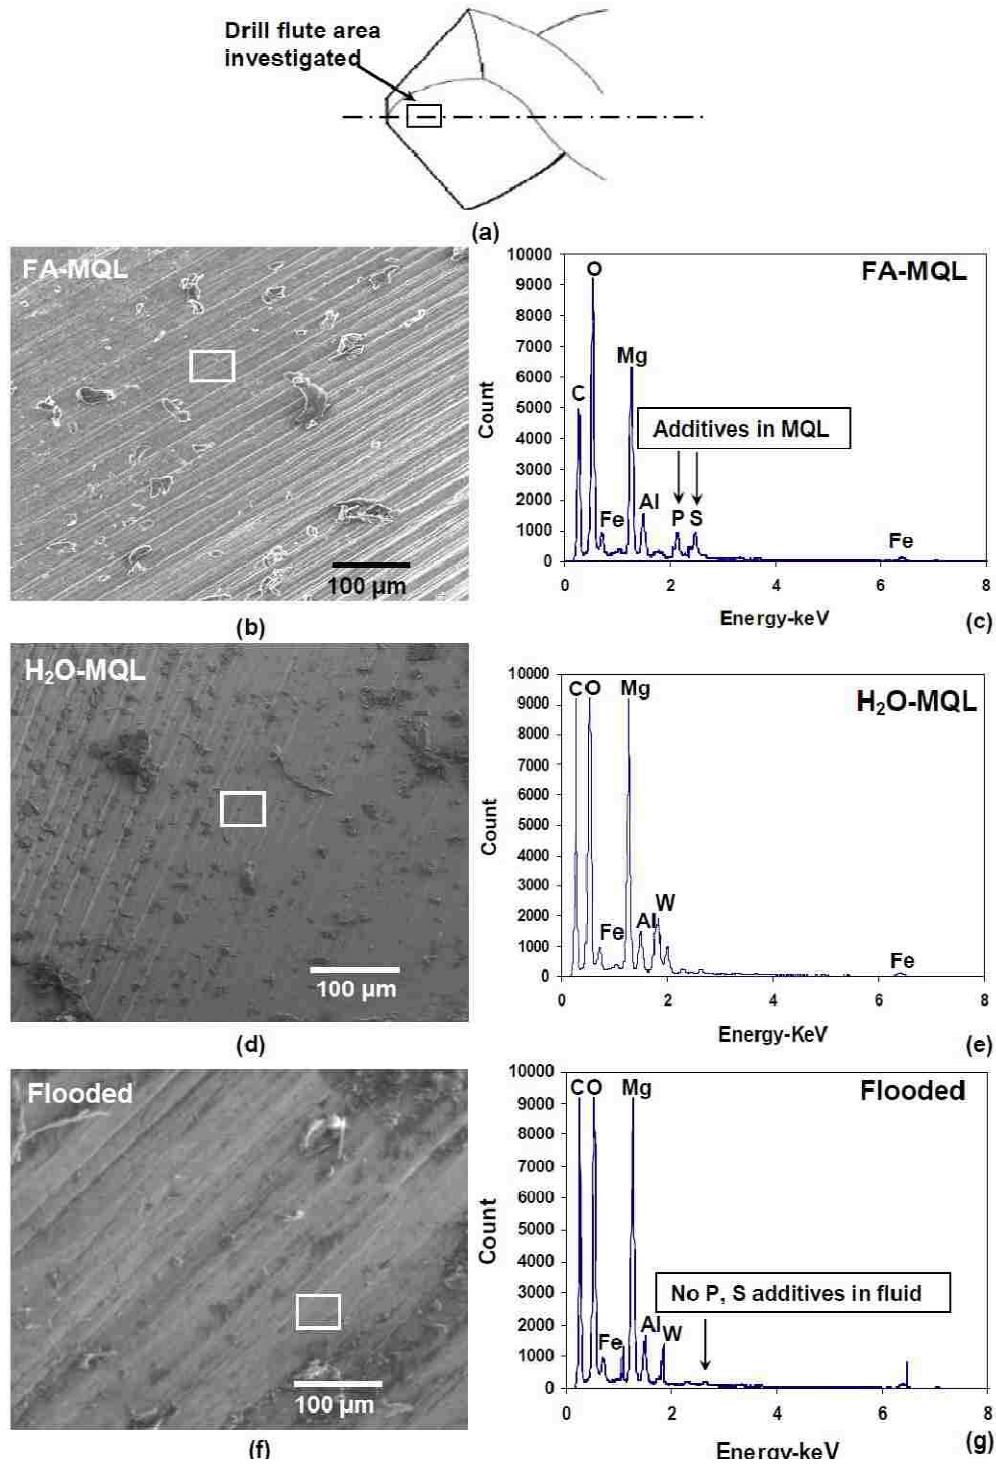 Drill flute area
investigated
(a)
FA-MQL
100 µm
(b)
FA-MQL
10000
9000
8000
7000
6000
5000
4000
3000
2000
1000
0
Count
C
O
Fe
Mg
Additives in MQL
Al
P
S
Fe
0 2 4 6 8
Energy-keV
(c)
H₂O-MQL
100 µm
(d)
H₂O-MQL
10000
9000
8000
7000
6000
5000
4000
3000
2000
1000
0
Count
C O
Mg
Fe
Al
W
Fe
0 2 4 6 8
Energy-KeV
(e)
Flooded
100 µm
(f)
Flooded
10000
9000
8000
7000
6000
5000
4000
3000
2000
1000
0
Count
C O
Mg
No P, S additives in fluid
Fe
Al
W
0 2 4 6 8
Energy-keV
(g)